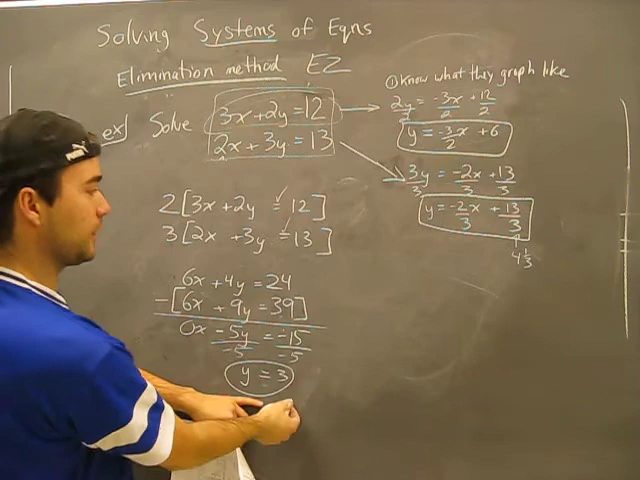 Solving Systems of Eqns
Elimination method EZ
ex) Solve 3x+2y=12
2x+3y=13
2[3x+2y=12]
3[2x+3y=13]
6x+4y=24
-[6x+9y=39]
0x-5y=-15
-5 -5
y=3
① Know what they graph like
2y=-3x+12
2 2 2
y=-3x+6
2
3y=-2x+13
3 3 3
y=-2x+13
3 3
4 1/3
PUMA